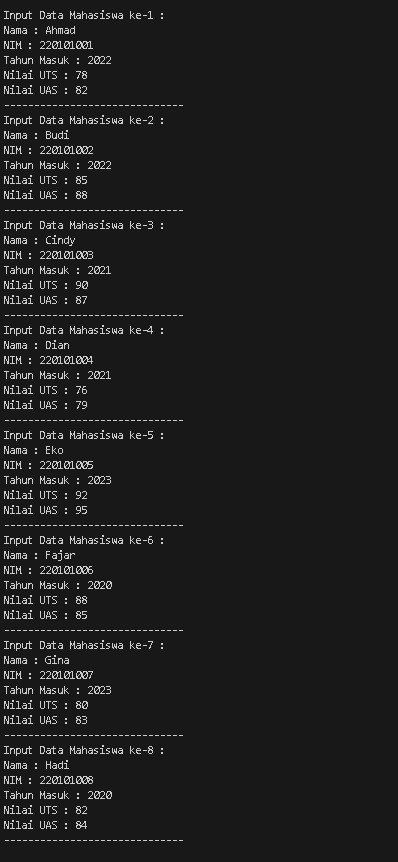 Input Data Mahasiswa ke-1 :
Nama : Ahmad
NIM : 220101001
Tahun Masuk : 2022
Nilai UTS : 78
Nilai UAS : 82
------------------------------
Input Data Mahasiswa ke-2 :
Nama : Budi
NIM : 220101002
Tahun Masuk : 2022
Nilai UTS : 85
Nilai UAS : 88
------------------------------
Input Data Mahasiswa ke-3 :
Nama : Cindy
NIM : 220101003
Tahun Masuk : 2021
Nilai UTS : 90
Nilai UAS : 87
------------------------------
Input Data Mahasiswa ke-4 :
Nama : Dian
NIM : 220101004
Tahun Masuk : 2021
Nilai UTS : 76
Nilai UAS : 79
------------------------------
Input Data Mahasiswa ke-5 :
Nama : Eko
NIM : 220101005
Tahun Masuk : 2023
Nilai UTS : 92
Nilai UAS : 95
------------------------------
Input Data Mahasiswa ke-6 :
Nama : Fajar
NIM : 220101006
Tahun Masuk : 2020
Nilai UTS : 88
Nilai UAS : 85
------------------------------
Input Data Mahasiswa ke-7 :
Nama : Gina
NIM : 220101007
Tahun Masuk : 2023
Nilai UTS : 80
Nilai UAS : 83
------------------------------
Input Data Mahasiswa ke-8 :
Nama : Hadi
NIM : 220101008
Tahun Masuk : 2020
Nilai UTS : 82
Nilai UAS : 84
------------------------------